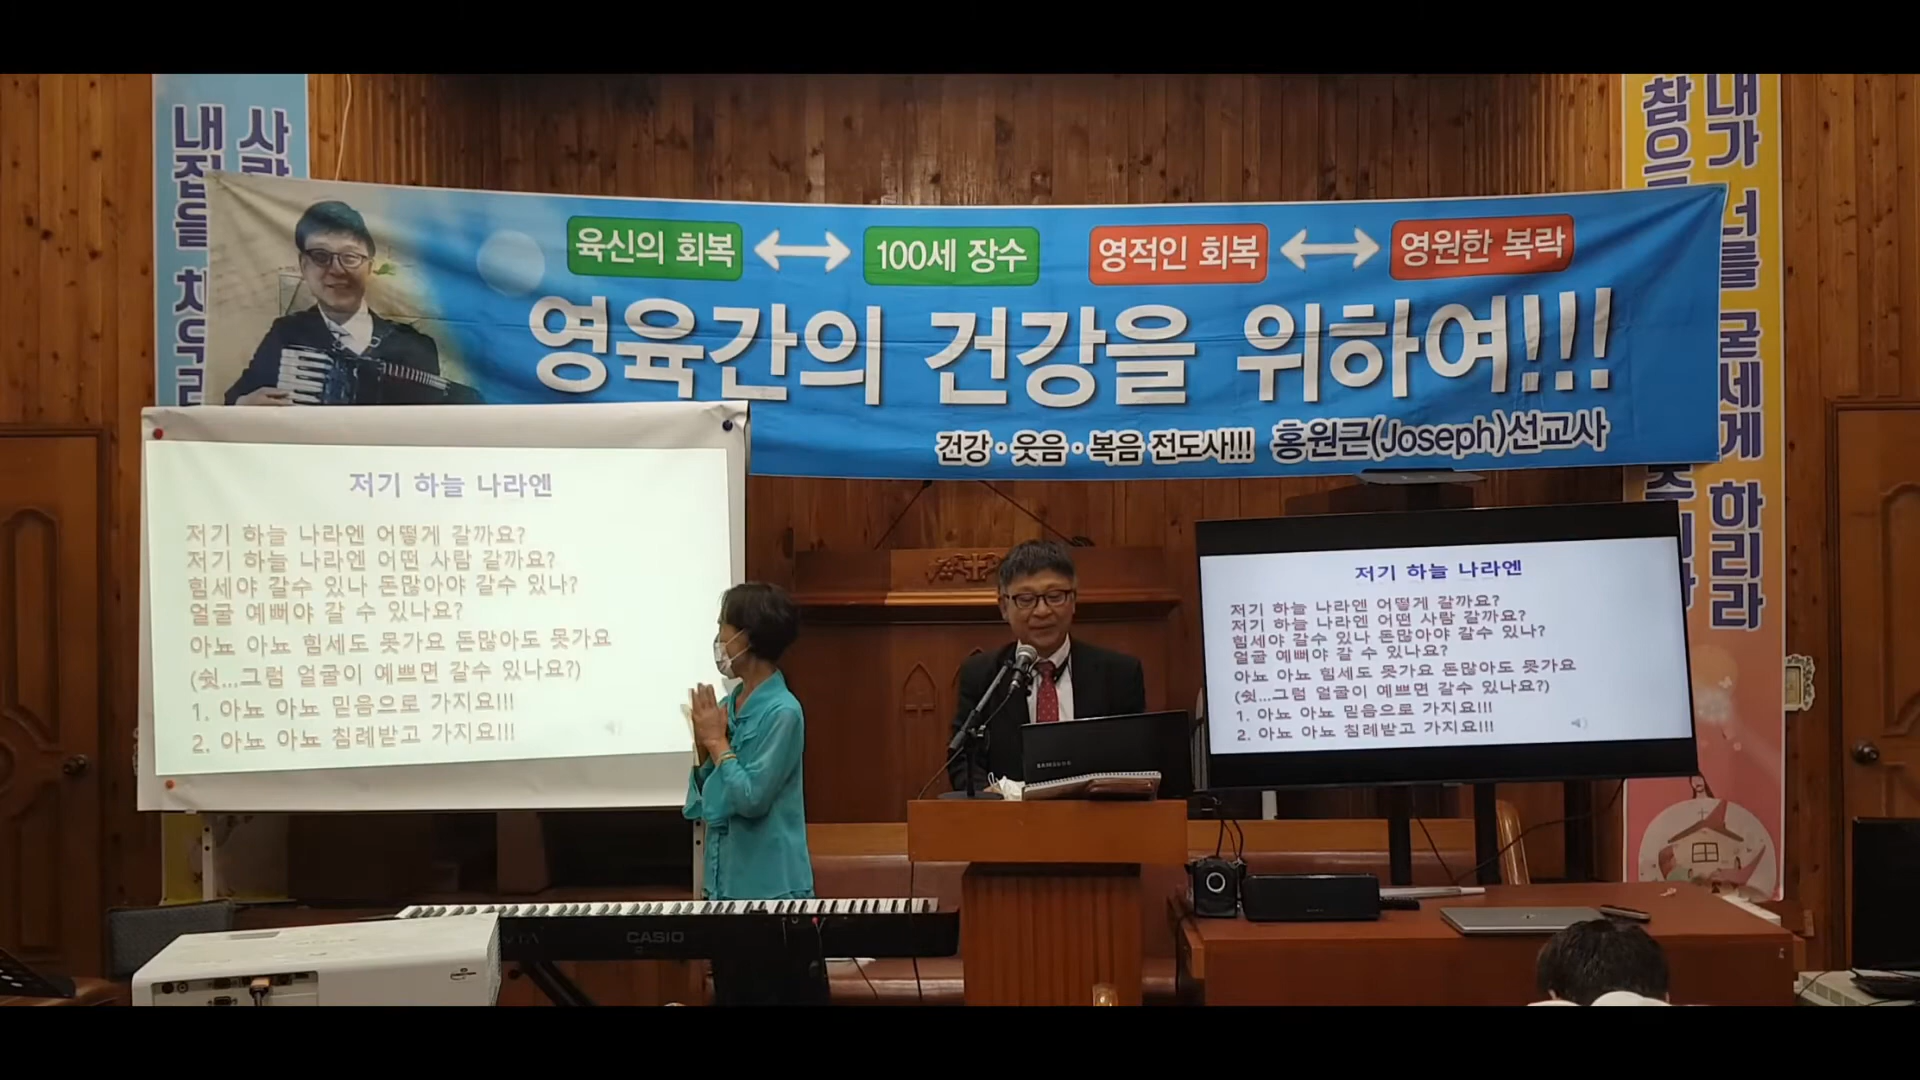 사랑
내집을 채우라
육신의 회복
100세 장수
영적인 회복
영원한 복락
영육간의 건강을 위하여!!!
건강·웃음·복음 전도사!!! 홍원근(Joseph)선교사
내가 너를 굳세게 하리라
참으로
저기 하늘 나라엔
저기 하늘 나라엔 어떻게 갈까요?
저기 하늘 나라엔 어떤 사람 갈까요?
힘세야 갈수 있나 돈많아야 갈수 있나?
얼굴 예뻐야 갈 수 있나요?
아뇨 아뇨 힘세도 못가요 돈많아도 못가요
(쉿...그럼 얼굴이 예쁘면 갈수 있나요?)
1. 아뇨 아뇨 믿음으로 가지요!!!
2. 아뇨 아뇨 침례받고 가지요!!!
저기 하늘 나라엔
저기 하늘 나라엔 어떻게 갈까요?
저기 하늘 나라엔 어떤 사람 갈까요?
힘세야 갈수 있나 돈많아야 갈수 있나?
얼굴 예뻐야 갈 수 있나요?
아뇨 아뇨 힘세도 못가요 돈많아도 못가요
(쉿...그럼 얼굴이 예쁘면 갈수 있나요?)
1. 아뇨 아뇨 믿음으로 가지요!!!
2. 아뇨 아뇨 침례받고 가지요!!!
SAMSUNG
CASIO